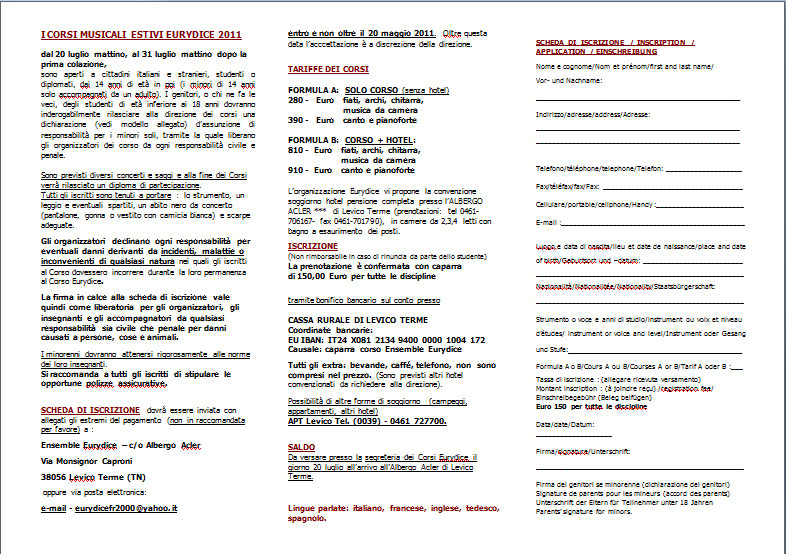 I CORSI MUSICALI ESTIVI EURYDICE 2011
dal 20 luglio mattino, al 31 luglio mattino dopo la
prima colazione,
sono aperti a cittadini italiani e stranieri, studenti o
diplomati, dai 14 anni di età in poi (i minori di 14 anni
solo accompagnati da un adulto). I genitori, o chi ne fa le
veci, degli studenti di età inferiore ai 18 anni dovranno
inderogabilmente rilasciare alla direzione dei corsi una
dichiarazione (vedi modello allegato) d'assunzione di
responsabilità per i minori soli, tramite la quale liberano
gli organizzatori dei corso da ogni responsabilità civile e
penale.
Sono previsti diversi concerti e saggi e alla fine dei Corsi
verrà rilasciato un diploma di partecipazione.
Tutti gli iscritti sono tenuti a portare : lo strumento, un
leggio e eventuali spartiti, un abito nero da concerto
(pantalone, gonna o vestito con camicia bianca) e scarpe
adeguate.
Gli organizzatori declinano ogni responsabilità per
eventuali danni derivanti da incidenti, malattie o
inconvenienti di qualsiasi natura nei quali gli iscritti
al Corso dovessero incorrere durante la loro permanenza
al Corso Eurydice.
La firma in calce alla scheda di iscrizione vale
quindi come liberatoria per gli organizzatori, gli
insegnanti e gli accompagnatori da qualsiasi
responsabilità sia civile che penale per danni
causati a persone, cose e animali.
I minorenni dovranno attenersi rigorosamente alle norme
dei loro insegnanti.
Si raccomanda a tutti gli iscritti di stipulare le
opportune polizze assicurative.
SCHEDA DI ISCRIZIONE dovrà essere inviata con
allegati gli estremi del pagamento (non in raccomandata
per favore) a :
Ensemble Eurydice – c/o Albergo Acler
Via Monsignor Caproni
38056 Levico Terme (TN)
oppure via posta elettronica:
e-mail - eurydicefr2000@yahoo.it
entro e non oltre il 20 maggio 2011. Oltre questa
data l'acccettazione è a discrezione della direzione.
TARIFFE DEI CORSI
FORMULA A: SOLO CORSO (senza hotel)
280 - Euro fiati, archi, chitarra,
musica da camera
390 - Euro canto e pianoforte
FORMULA B: CORSO + HOTEL:
810 - Euro fiati, archi, chitarra,
musica da camera
910 - Euro canto e pianoforte
L'organizzazione Eurydice vi propone la convenzione
soggiorno hotel pensione completa presso l'ALBERGO
ACLER *** di Levico Terme (prenotazioni: tel 0461-
706167- fax 0461-701790), in camere da 2,3,4 letti con
bagno a esaurimento dei posti.
ISCRIZIONE
(Non rimborsabile in caso di rinuncia da parte dello studente)
La prenotazione è confermata con caparra
di 150,00 Euro per tutte le discipline
tramite bonifico bancario sul conto presso
CASSA RURALE DI LEVICO TERME
Coordinate bancarie:
EU IBAN: IT24 X081 2134 9400 0000 1004 172
Causale: caparra corso Ensemble Eurydice
Tutti gli extra: bevande, caffé, telefono, non sono
compresi nel prezzo. (Sono previsti altri hotel
convenzionati da richiedere alla direzione).
Possibilità di altre forme di soggiorno (campeggi,
appartamenti, altri hotel)
APT Levico Tel. (0039) - 0461 727700.
SALDO
Da versare presso la segreteria dei Corsi Eurydice il
giorno 20 luglio all'arrivo all'Albergo Acler di Levico
Terme.
Lingue parlate: italiano, francese, inglese, tedesco,
spagnolo.
SCHEDA DI ISCRIZIONE / INSCRIPTION /
APPLICATION / EINSCHREIBUNG
Nome e cognome/Nom et prénom/first and last name/
Vor- und Nachname:
Indirizzo/adresse/address/Adresse:
Telefono/téléphone/telephone/Telefon:
Fax/téléfax/fax/Fax:
Cellulare/portable/cellphone/Handy:
E-mail :
Luogo e data di nascita/lieu et date de naissance/place and date
of birth/Gaburtsort und –datum:
Nazionalità/Nationalitée/Nationality/Staatsbürgerschaft:
Strumento o voce e anni di studio/instrument ou voix et niveau
d'études/ instrument or voice and level/Instrument oder Gesang
und Stufe:
Formula A o B/Cours A ou B/Courses A or B/Tarif A oder B :
Tassa di iscrizione : (allegare ricevuta versamento)
Montant inscription : (à joindre reçu) /registration fee/
Einschreibegebühr (Beleg beifügen)
Euro 150 per tutte le discipline
Data/date/Datum:
Firma/signature/Unterschrift:
Firma dei genitori se minorenne (dichiarazione dei genitori)
Signature de parents pour les mineurs (accord des parents)
Unterschrift der Eltern für Teilnehmer unter 18 Jahren
Parents'signature for minors.